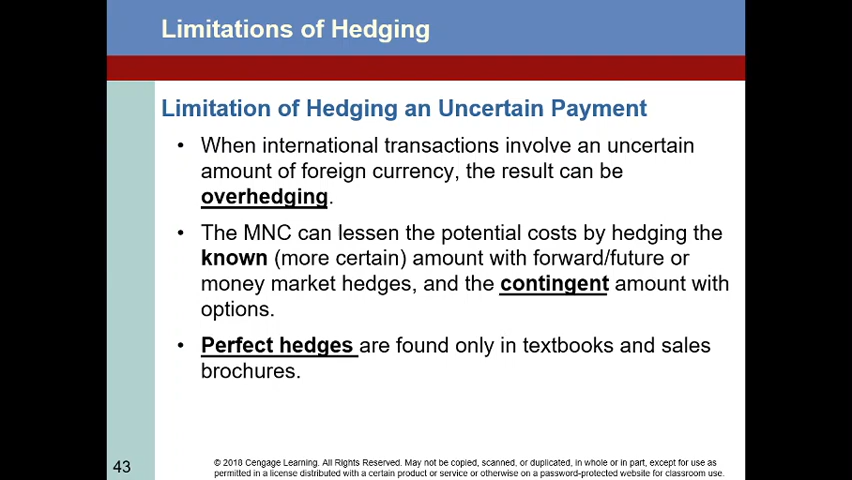 Limitations of Hedging
Limitation of Hedging an Uncertain Payment
• When international transactions involve an uncertain
amount of foreign currency, the result can be
overhedging.
• The MNC can lessen the potential costs by hedging the
known (more certain) amount with forward/future or
money market hedges, and the contingent amount with
options.
• Perfect hedges are found only in textbooks and sales
brochures.
43
© 2018 Cengage Learning. All Rights Reserved. May not be copied, scanned, or duplicated, in whole or in part, except for use as
permitted in a license distributed with a certain product or service or otherwise on a password-protected website for classroom use.